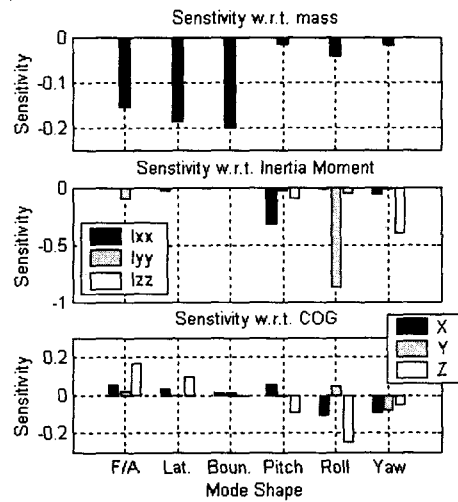 Senstivity w.r.t. mass
0
-0.1
-0.2
Sensitivity
Senstivity w.r.t. Inertia Moment
0
-0.5
-1
Sensitivity
Ixx
Iyy
Izz
Senstivity w.r.t. COG
0.2
0
-0.2
Sensitivity
X
Y
Z
F/A Lat. Boun. Pitch Roll Yaw
Mode Shape